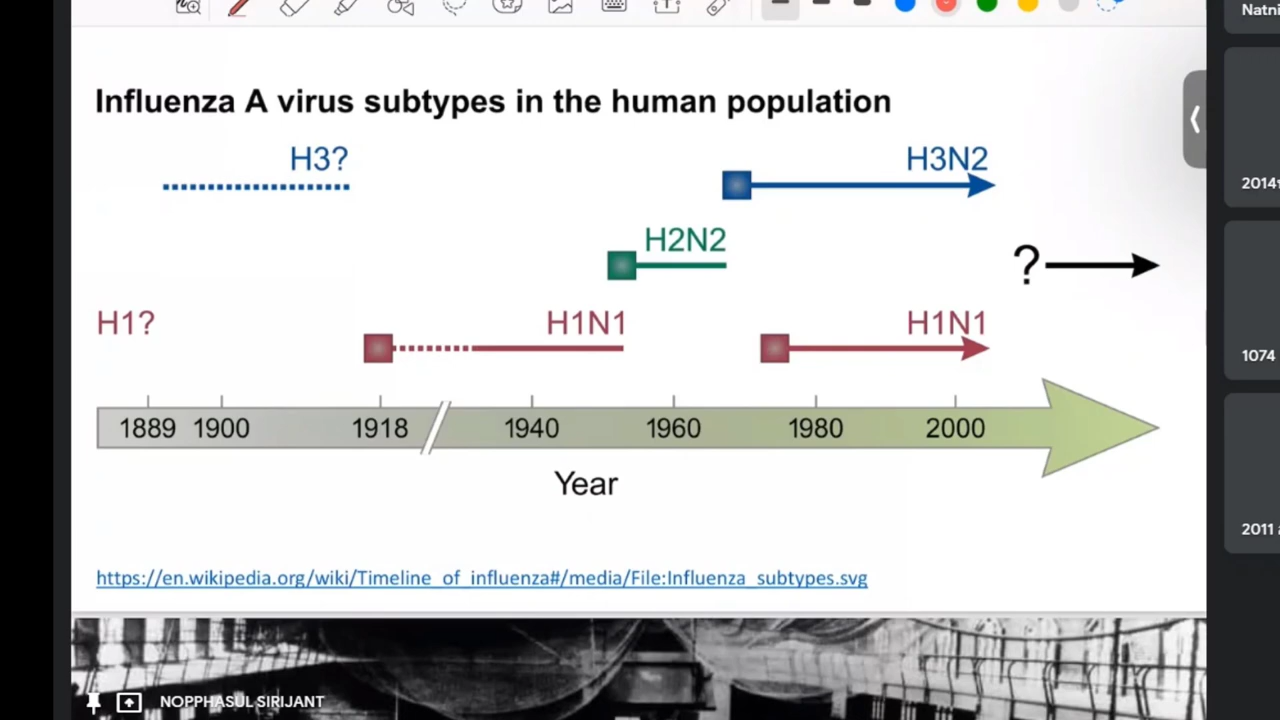 Natni
Influenza A virus subtypes in the human population
H3?
H3N2
2014
H2N2
?
H1?
H1N1
H1N1
1074
1889 1900 1918 1940 1960 1980 2000
Year
2011
https://en.wikipedia.org/wiki/Timeline_of_influenza#/media/File:Influenza_subtypes.svg
NOPPHASUL SIRIJANT